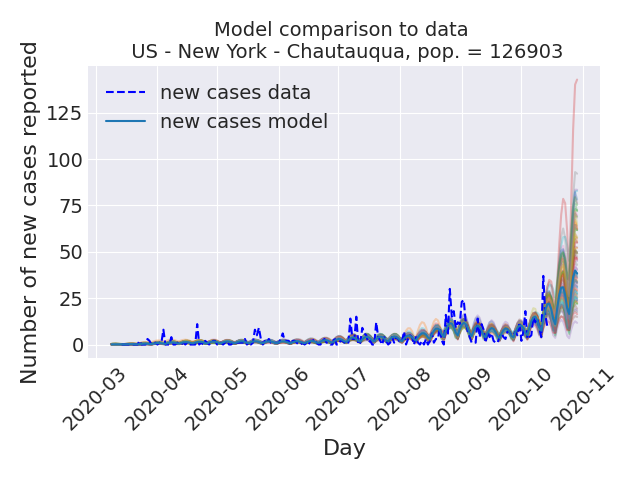 Model comparison to data
US - New York - Chautauqua, pop. = 126903
Number of new cases reported
new cases data
new cases model
125
100
75
50
25
0
2020-03
2020-04
2020-05
2020-06
2020-07
2020-08
2020-09
2020-10
2020-11
Day